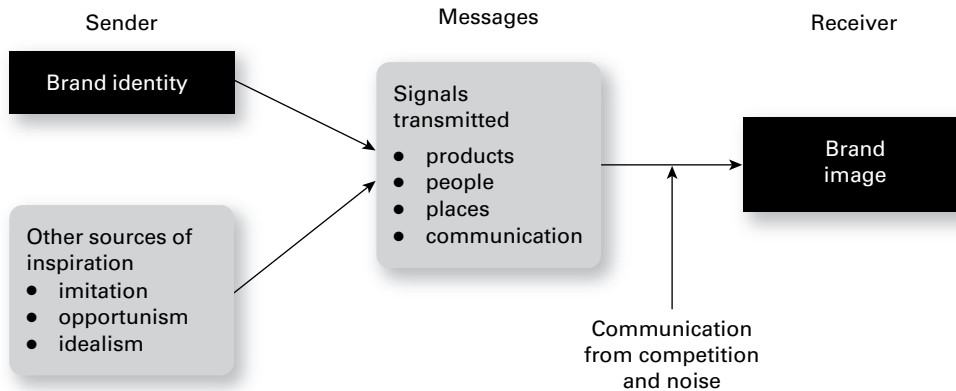 Sender
Messages
Receiver
Brand identity
Signals
transmitted
• products
• people
• places
• communication
Brand
image
Other sources of
inspiration
• imitation
• opportunism
• idealism
Communication
from competition
and noise